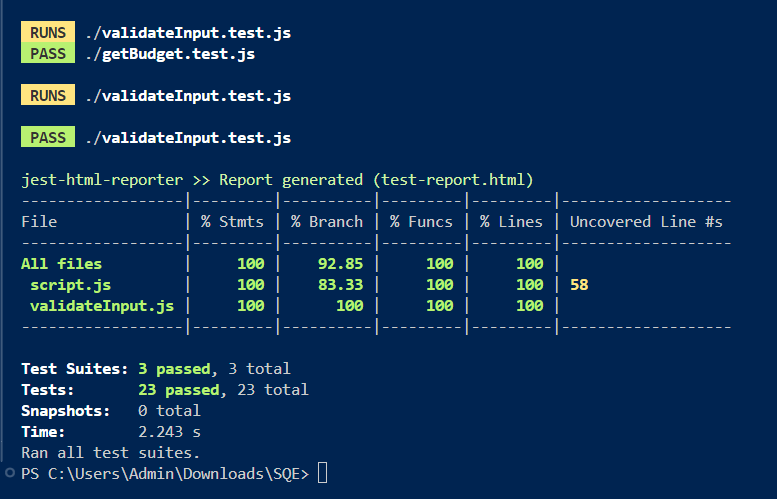 RUNS ./validateInput.test.js
PASS ./getBudget.test.js
RUNS ./validateInput.test.js
PASS ./validateInput.test.js
jest-html-reporter >> Report generated (test-report.html)
------------------|---------|----------|---------|---------|-------------------
File              | % Stmts | % Branch | % Funcs | % Lines | Uncovered Line #s
------------------|---------|----------|---------|---------|-------------------
All files         |     100 |    92.85 |     100 |     100 |
 script.js        |     100 |    83.33 |     100 |     100 | 58
 validateInput.js |     100 |      100 |     100 |     100 |
------------------|---------|----------|---------|---------|-------------------
Test Suites: 3 passed, 3 total
Tests:       23 passed, 23 total
Snapshots:   0 total
Time:        2.243 s
Ran all test suites.
PS C:\Users\Admin\Downloads\SQE>